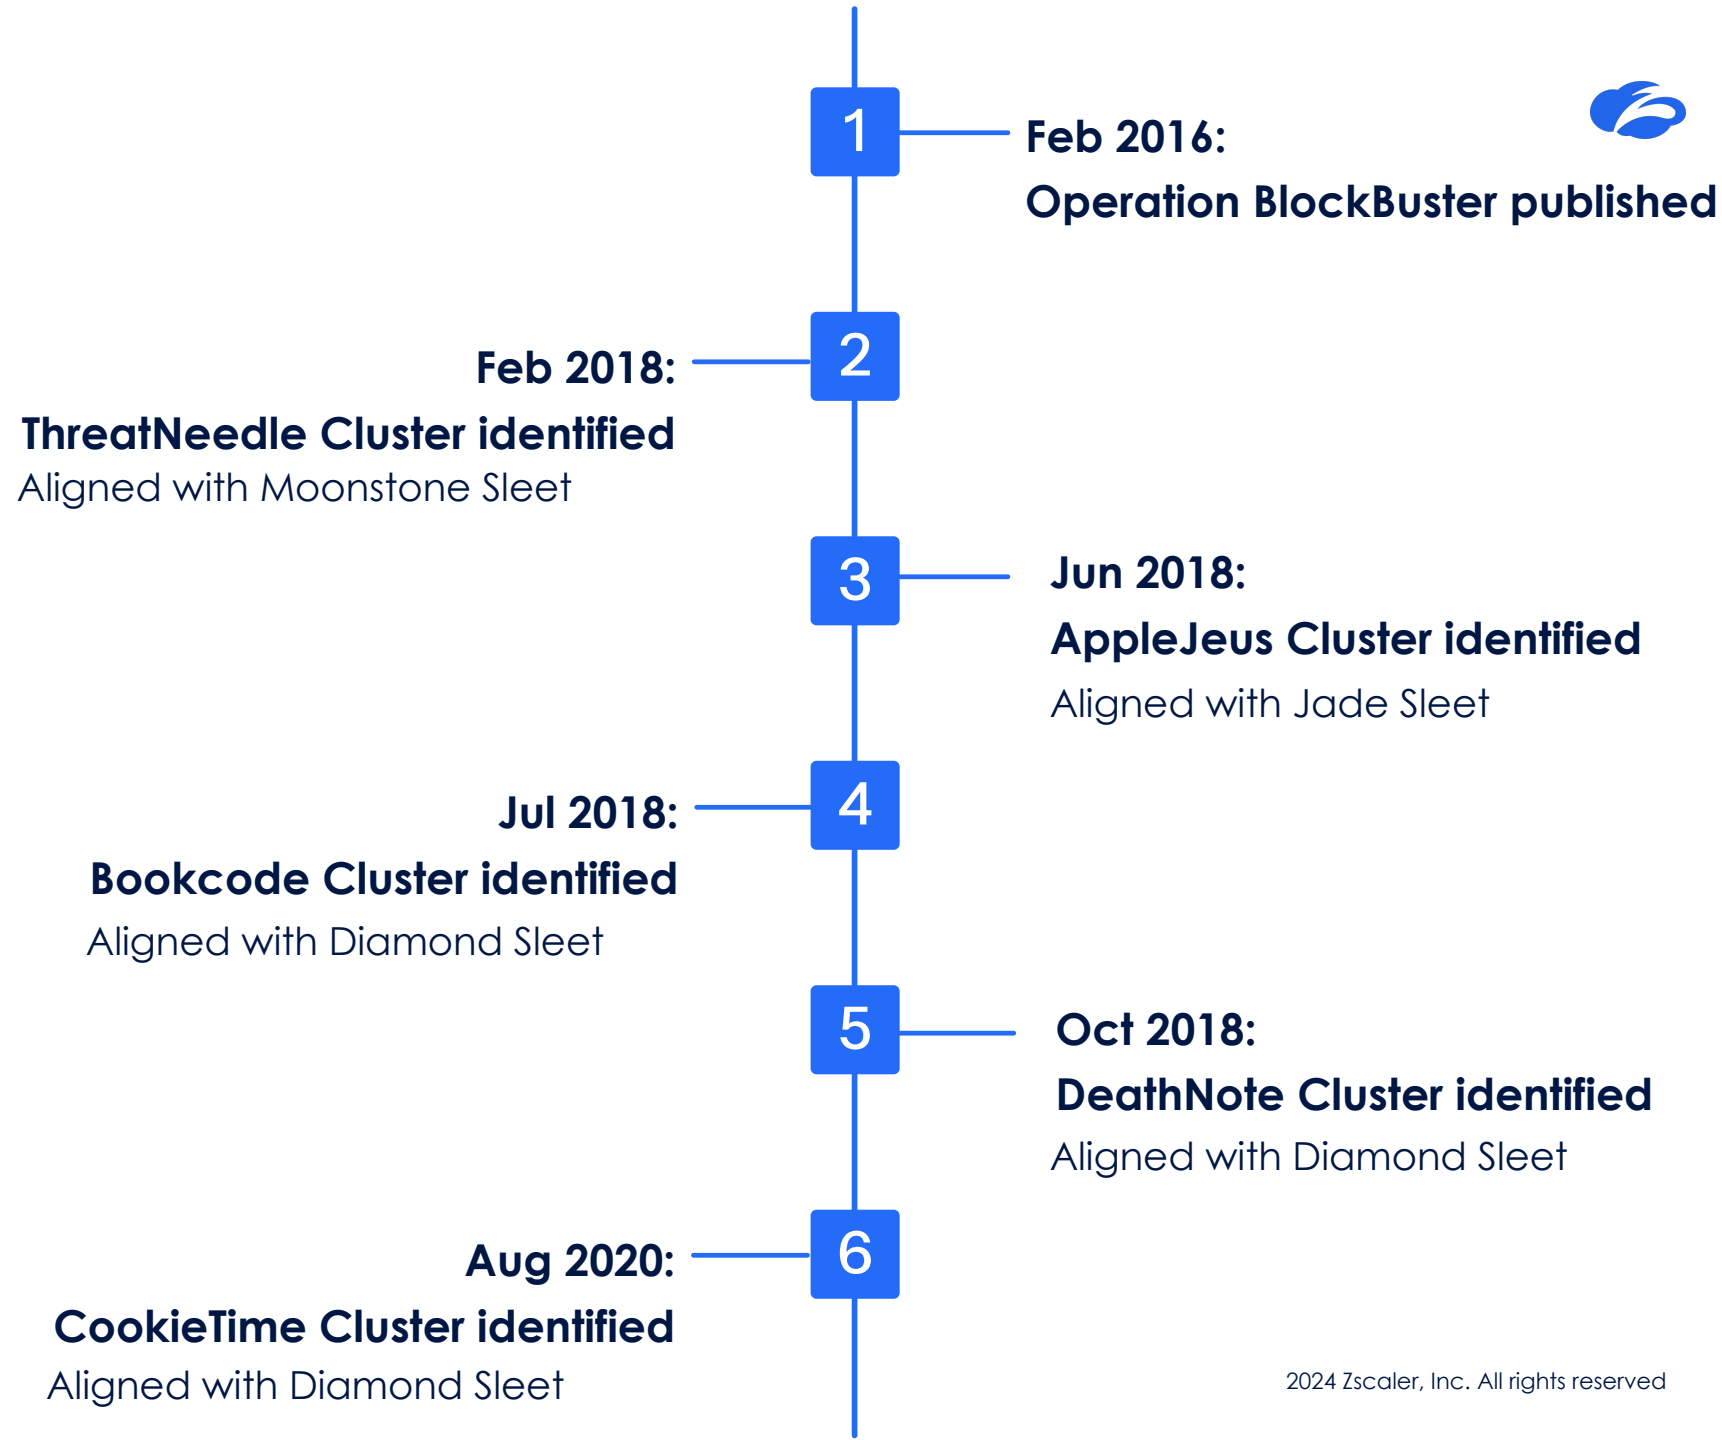 1
Feb 2016:
Operation BlockBuster published
2
Feb 2018:
ThreatNeedle Cluster identified
Aligned with Moonstone Sleet
3
Jun 2018:
AppleJeus Cluster identified
Aligned with Jade Sleet
4
Jul 2018:
Bookcode Cluster identified
Aligned with Diamond Sleet
5
Oct 2018:
DeathNote Cluster identified
Aligned with Diamond Sleet
6
Aug 2020:
CookieTime Cluster identified
Aligned with Diamond Sleet
2024 Zscaler, Inc. All rights reserved